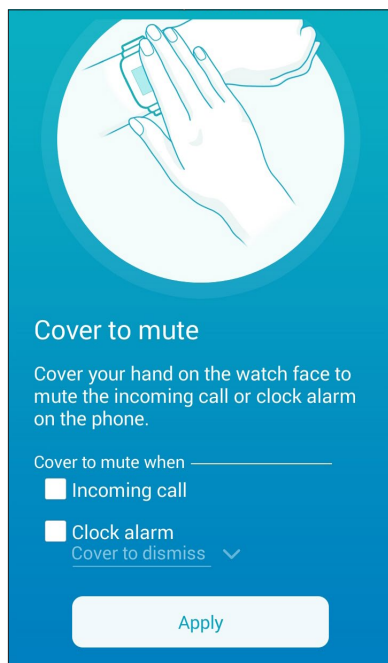 Cover to mute
Cover your hand on the watch face to
mute the incoming call or clock alarm
on the phone.
Cover to mute when
Incoming call
Clock alarm
Cover to dismiss
Apply